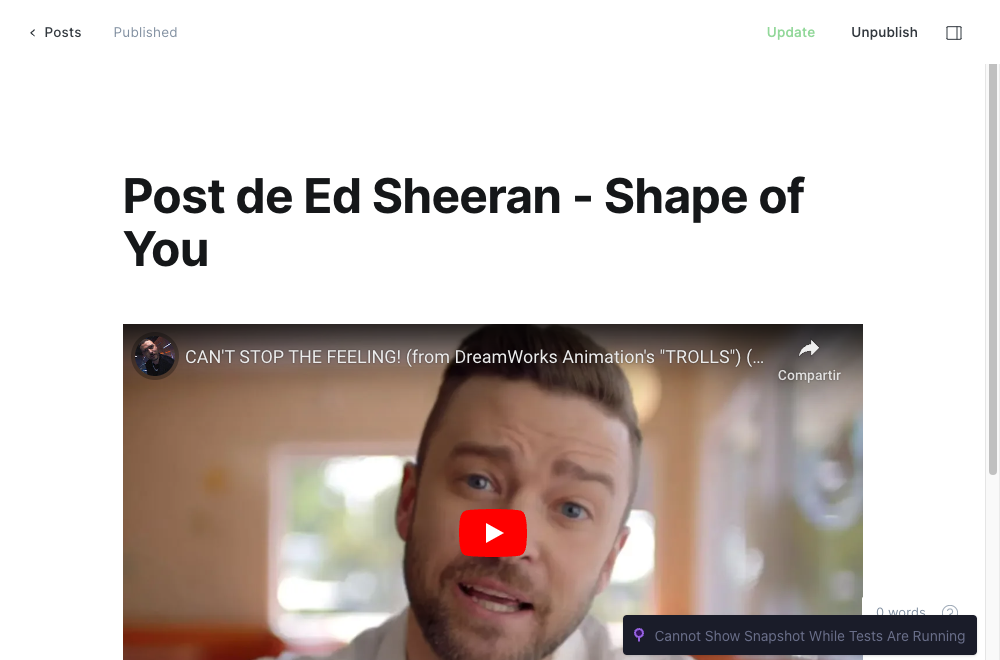 Posts
Published
Update
Unpublish
Post de Ed Sheeran - Shape of
You
CAN'T STOP THE FEELING! (from DreamWorks Animation's "TROLLS") (...
Compartir
0 words
?
Cannot Show Snapshot While Tests Are Running